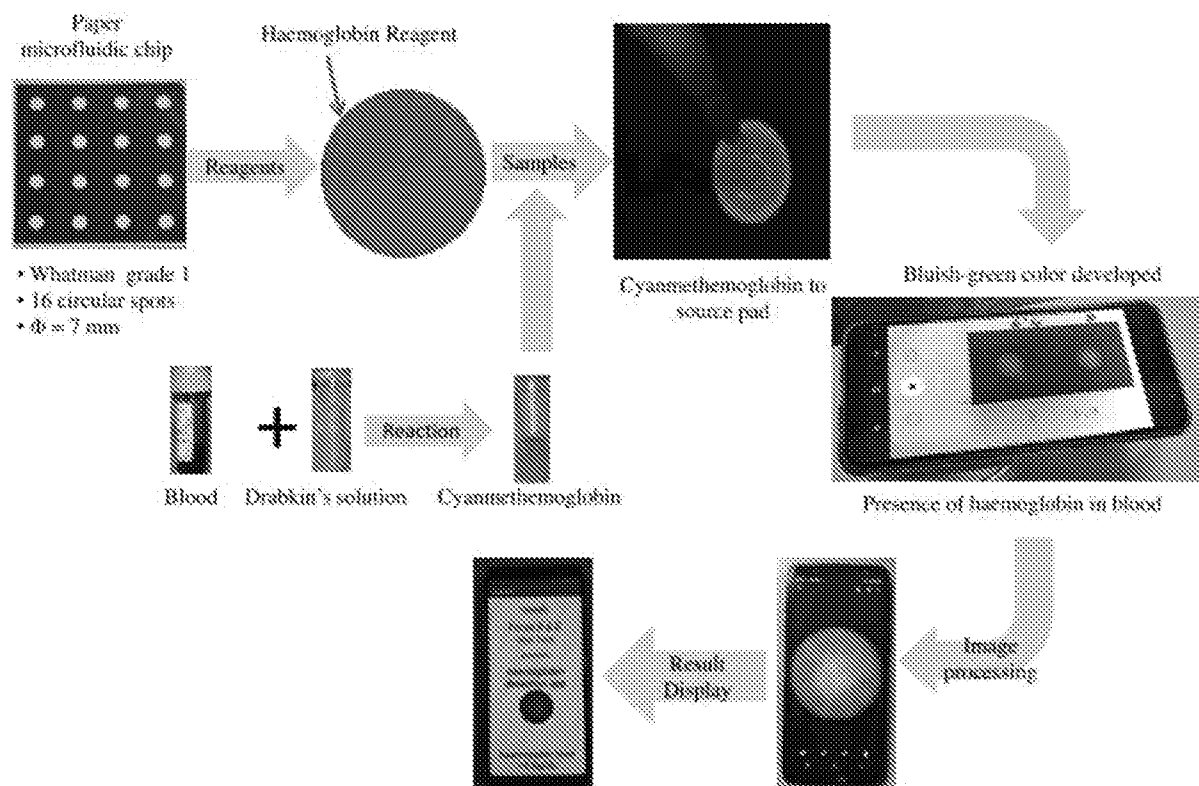 Paper
microfluidic chip
Haemoglobin Reagent
Reagents
Samples
• Whatman grade 1
• 16 circular spots
• Φ = 7 mm
Cyanmethemoglobin to
source pad
Bluish-green color developed
Reaction
Blood
Drabkin's solution
Cyanmethemoglobin
Presence of haemoglobin in blood
Image
processing
Result
Display